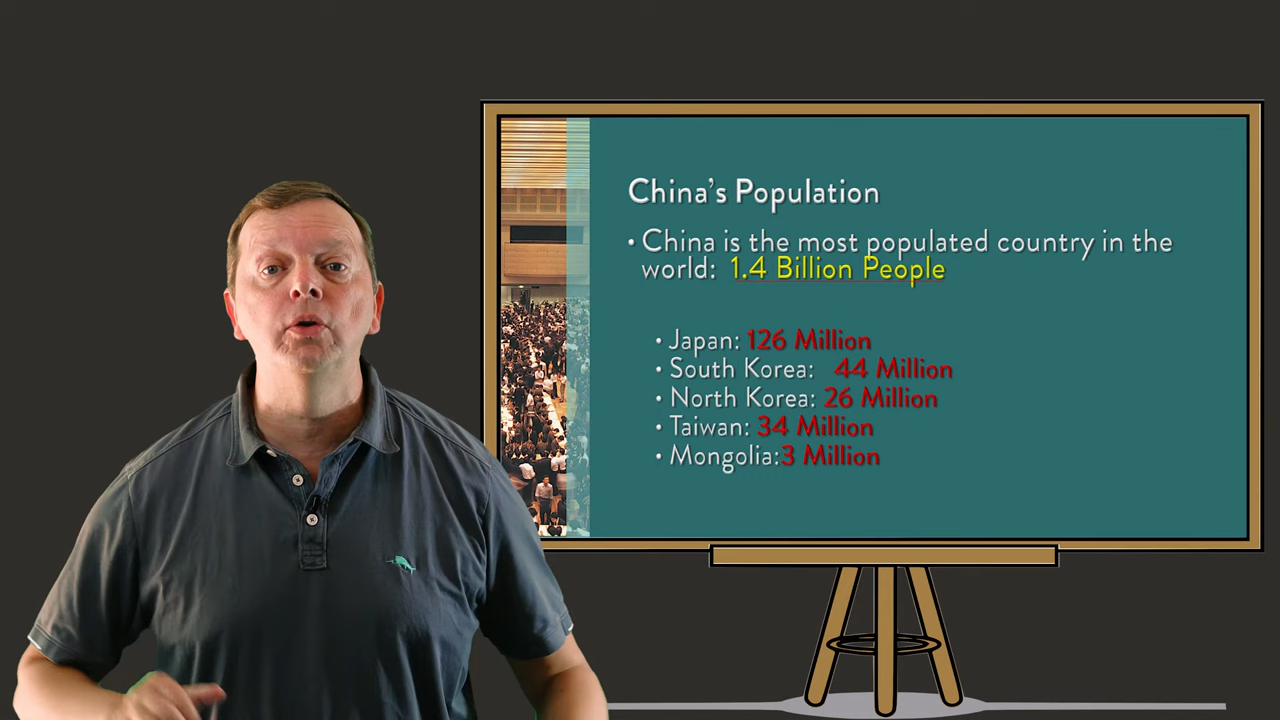 China's Population
• China is the most populated country in the
world: 1.4 Billion People
• Japan: 126 Million
• South Korea: 44 Million
• North Korea: 26 Million
• Taiwan: 34 Million
• Mongolia:3 Million